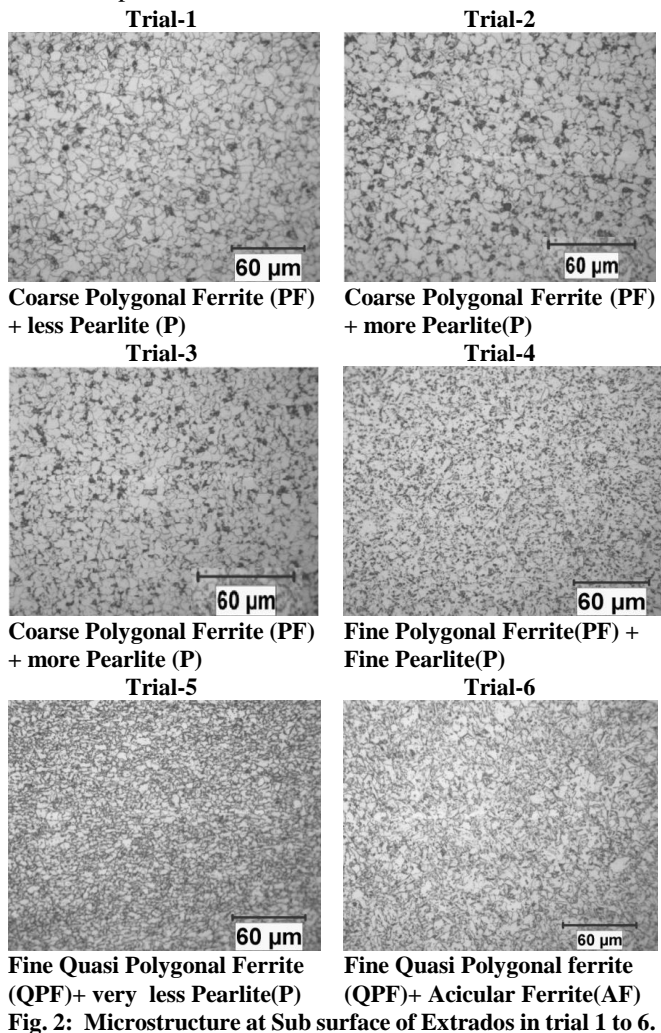 Trial-1
Trial-2
60 µm
60 µm
Coarse Polygonal Ferrite (PF)
+ less Pearlite (P)
Coarse Polygonal Ferrite (PF)
+ more Pearlite(P)
Trial-3
Trial-4
60 µm
60 µm
Coarse Polygonal Ferrite (PF)
+ more Pearlite (P)
Fine Polygonal Ferrite(PF) +
Fine Pearlite(P)
Trial-5
Trial-6
60 µm
60 µm
Fine Quasi Polygonal Ferrite
(QPF)+ very less Pearlite(P)
Fine Quasi Polygonal ferrite
(QPF)+ Acicular Ferrite(AF)
Fig. 2: Microstructure at Sub surface of Extrados in trial 1 to 6.